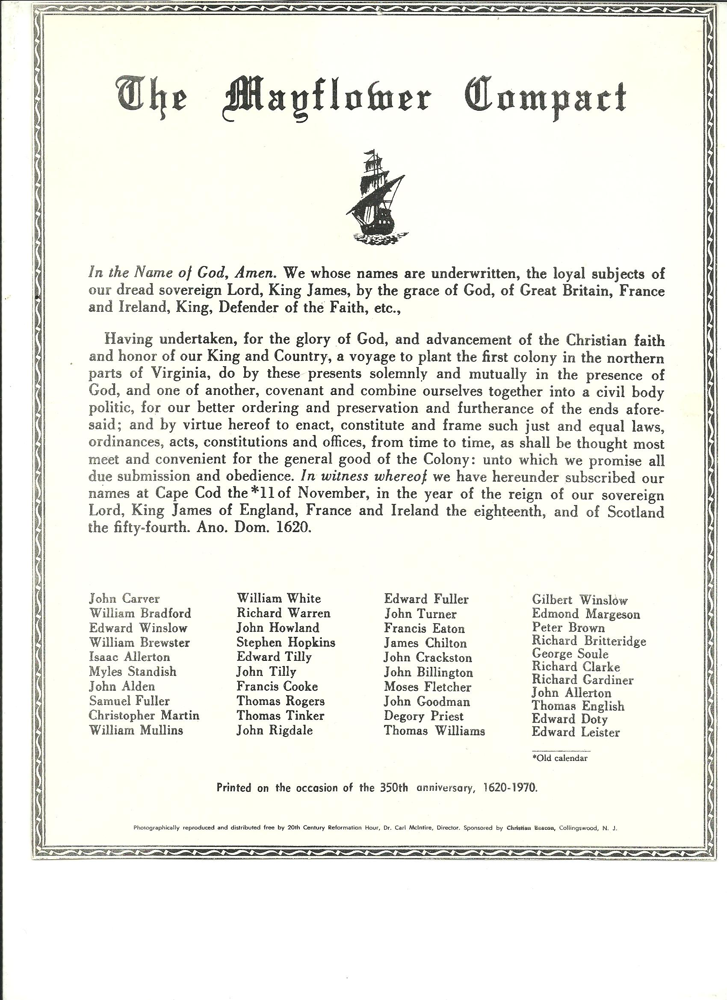 The Mayflower Compact
In the Name of God, Amen. We whose names are underwritten, the loyal subjects of
our dread sovereign Lord, King James, by the grace of God, of Great Britain, France
and Ireland, King, Defender of the Faith, etc.,
Having undertaken, for the glory of God, and advancement of the Christian faith
and honor of our King and Country, a voyage to plant the first colony in the northern
parts of Virginia, do by these presents solemnly and mutually in the presence of
God, and one of another, covenant and combine ourselves together into a civil body
politic, for our better ordering and preservation and furtherance of the ends afore-
said; and by virtue hereof to enact, constitute and frame such just and equal laws,
ordinances, acts, constitutions and offices, from time to time, as shall be thought most
meet and convenient for the general good of the Colony: unto which we promise all
due submission and obedience. In witness whereof we have hereunder subscribed our
names at Cape Cod the *11 of November, in the year of the reign of our sovereign
Lord, King James of England, France and Ireland the eighteenth, and of Scotland
the fifty-fourth. Ano. Dom. 1620.
John Carver
William Bradford
Edward Winslow
William Brewster
Isaac Allerton
Myles Standish
John Alden
Samuel Fuller
Christopher Martin
William Mullins
William White
Richard Warren
John Howland
Stephen Hopkins
Edward Tilly
John Tilly
Francis Cooke
Thomas Rogers
Thomas Tinker
John Rigdale
Edward Fuller
John Turner
Francis Eaton
James Chilton
John Crackston
John Billington
Moses Fletcher
John Goodman
Degory Priest
Thomas Williams
Gilbert Winslow
Edmond Margeson
Peter Brown
Richard Britteridge
George Soule
Richard Clarke
Richard Gardiner
John Allerton
Thomas English
Edward Doty
Edward Leister
*Old calendar
Printed on the occasion of the 350th anniversary, 1620-1970.
Photographically reproduced and distributed free by 20th Century Reformation Hour, Dr. Carl McIntire, Director. Sponsored by Christian Beacon, Collingswood, N. J.